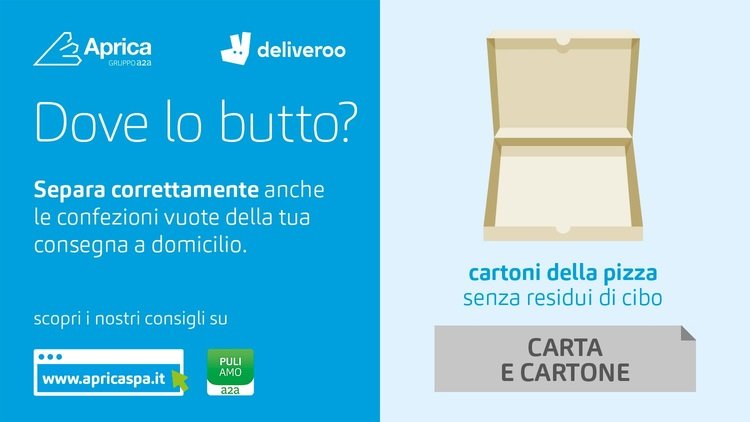 Aprica
GRUPPO a2a
deliveroo
Dove lo butto?
Separa correttamente anche
le confezioni vuote della tua
consegna a domicilio.
scopri i nostri consigli su
www.apricaspa.it
PULI
AMO
a2a
cartoni della pizza
senza residui di cibo
CARTA
E CARTONE